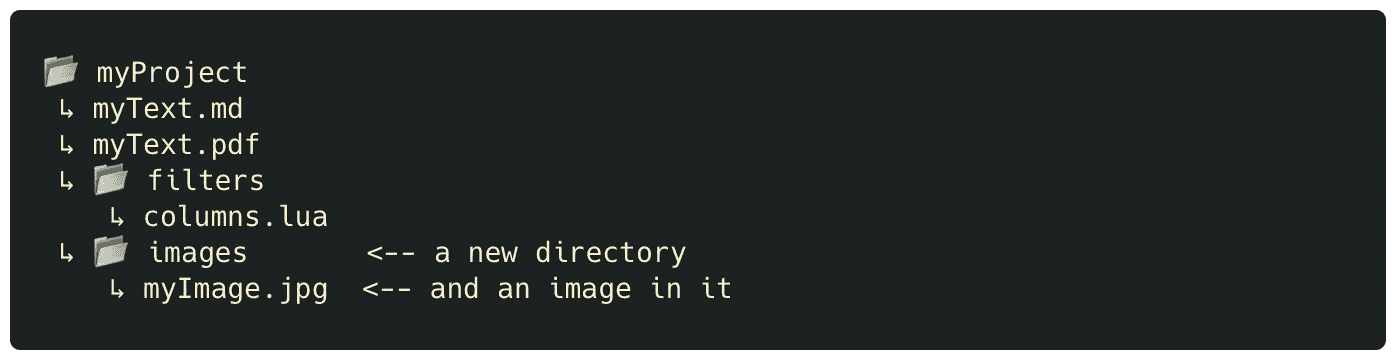 📂 myProject
↳ myText.md
↳ myText.pdf
↳ 📂 filters
↳ columns.lua
↳ 📂 images <-- a new directory
↳ myImage.jpg <-- and an image in it